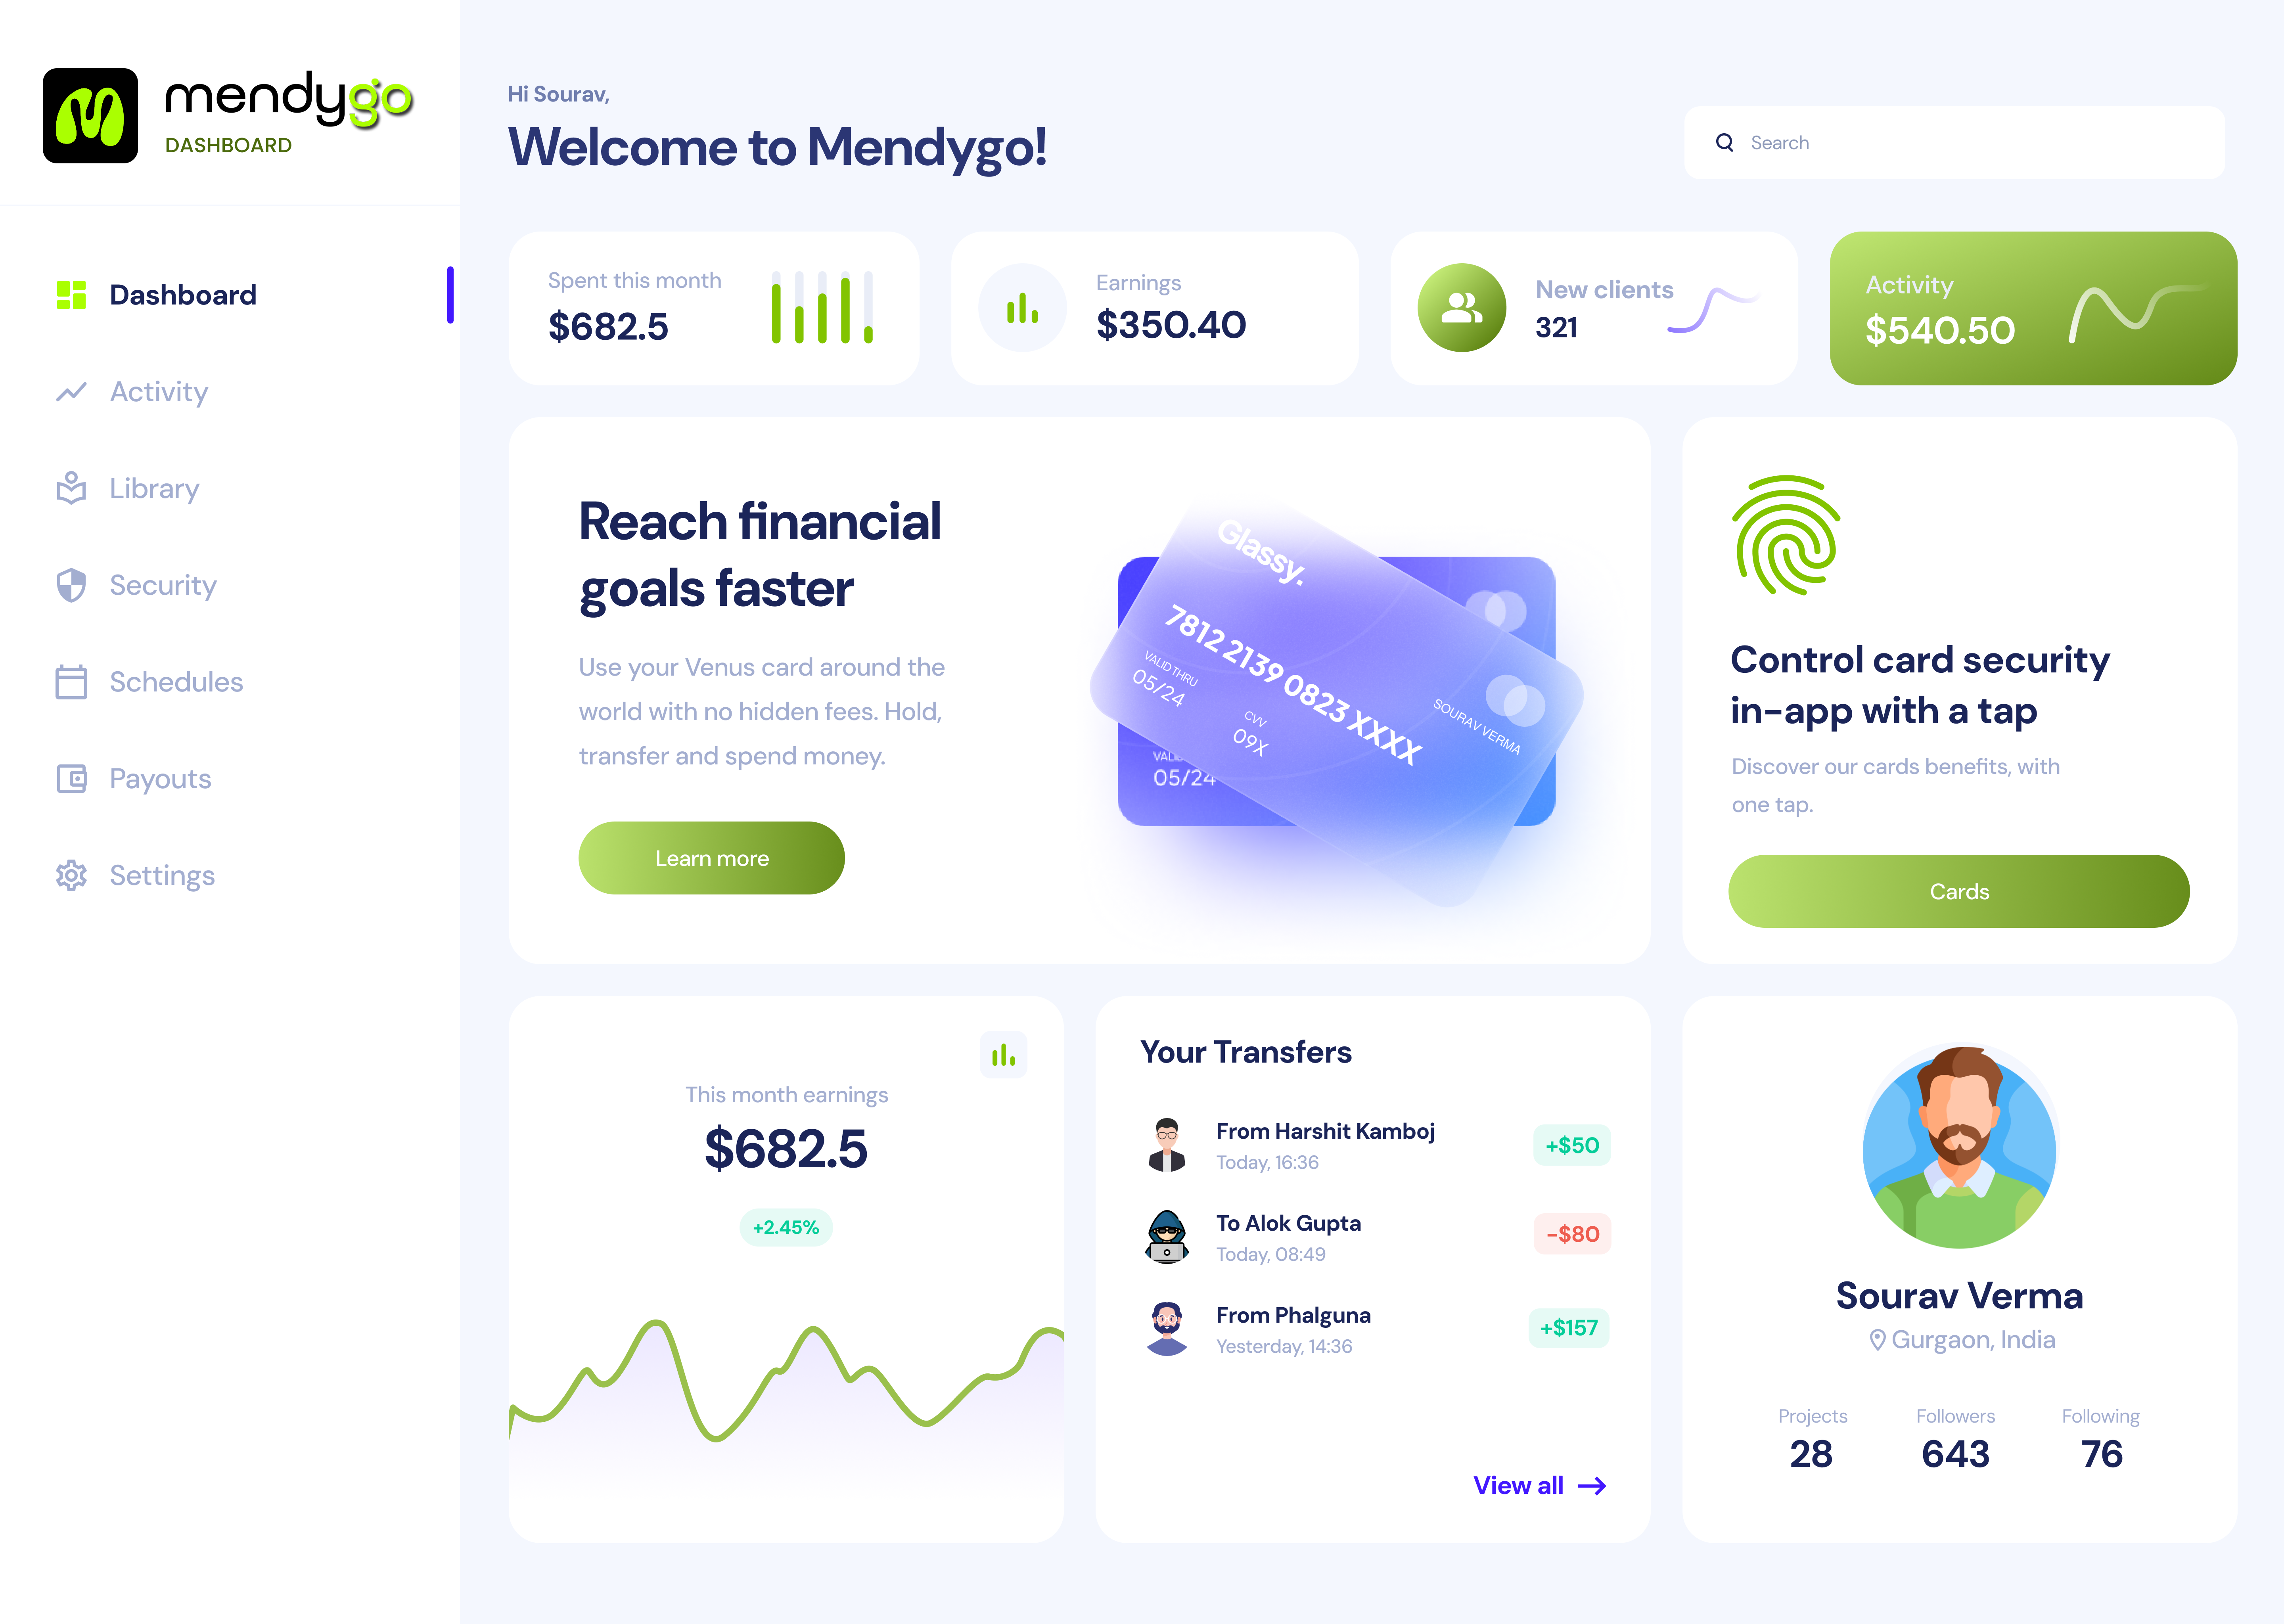 mendygo
DASHBOARD
Dashboard
Activity
Library
Security
Schedules
Payouts
Settings
Hi Sourav,
Welcome to Mendygo!
Search
Spent this month
$682.5
Earnings
$350.40
New clients
321
Activity
$540.50
Reach financial
goals faster
Use your Venus card around the
world with no hidden fees. Hold,
transfer and spend money.
Learn more
Glassy.
7812 2139 0823 XXXX
VALID THRU
05/24
CVV
09X
SOURAV VERMA
05/24
Control card security
in-app with a tap
Discover our cards benefits, with
one tap.
Cards
This month earnings
$682.5
+2.45%
Your Transfers
From Harshit Kamboj
Today, 16:36
+$50
To Alok Gupta
Today, 08:49
-$80
From Phalguna
Yesterday, 14:36
+$157
View all
Sourav Verma
Gurgaon, India
Projects
28
Followers
643
Following
76